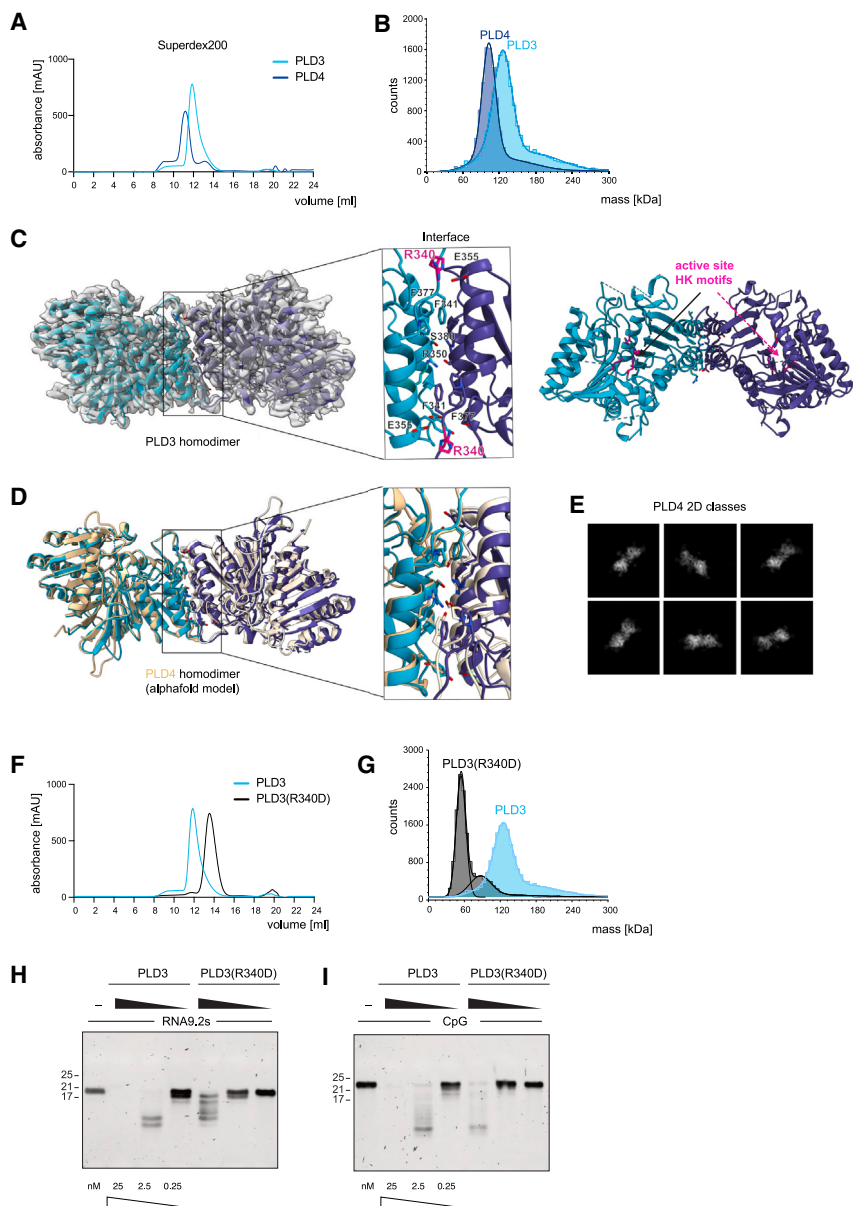 A
Superdex200
1000
500
0
absorbance [mAU]
PLD3
PLD4
0 2 4 6 8 10 12 14 16 18 20 22 24
volume [ml]
B
PLD4
PLD3
2000
1600
1200
800
400
0
counts
60 120 180 240 300
mass [kDa]
C
PLD3 homodimer
Interface
R340
E355
F377
F341
S380
R350
F341
F377
E355
R340
active site
HK motifs
D
PLD4 homodimer
(alphafold model)
E
PLD4 2D classes
F
1000
500
0
absorbance [mAU]
PLD3
PLD3(R340D)
0 2 4 6 8 10 12 14 16 18 20 22 24
volume [ml]
G
PLD3(R340D)
PLD3
3000
2400
1800
1200
600
0
counts
0 60 120 180 240 300
mass [kDa]
H
PLD3 PLD3(R340D)
–
RNA9.2s
25
21
17
nM 25 2.5 0.25
I
PLD3 PLD3(R340D)
–
CpG
25
21
17
nM 25 2.5 0.25